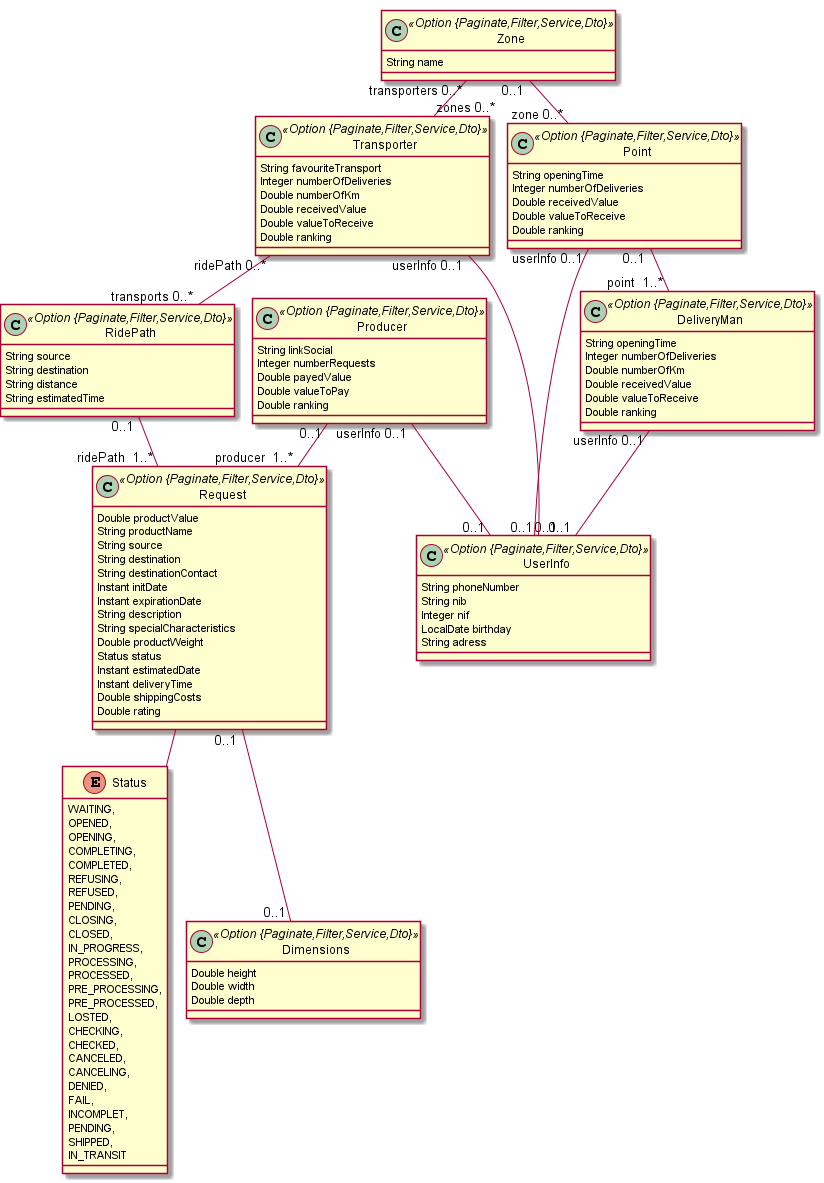 C «Option {Paginate,Filter,Service,Dto}»
Zone
String name
transporters 0..*
0..1
zones 0..*
zone 0..*
C «Option {Paginate,Filter,Service,Dto}»
Transporter
String favouriteTransport
Integer numberOfDeliveries
Double numberOfKm
Double receivedValue
Double valueToReceive
Double ranking
C «Option {Paginate,Filter,Service,Dto}»
Point
String openingTime
Integer numberOfDeliveries
Double receivedValue
Double valueToReceive
Double ranking
ridePath 0..*
userInfo 0..1
userInfo 0..1
0..1
transports 0..*
point 1..*
C «Option {Paginate,Filter,Service,Dto}»
RidePath
String source
String destination
String distance
String estimatedTime
C «Option {Paginate,Filter,Service,Dto}»
Producer
String linkSocial
Integer numberRequests
Double payedValue
Double valueToPay
Double ranking
C «Option {Paginate,Filter,Service,Dto}»
DeliveryMan
String openingTime
Integer numberOfDeliveries
Double numberOfKm
Double receivedValue
Double valueToReceive
Double ranking
0..1
0..1
userInfo 0..1
userInfo 0..1
ridePath 1..*
producer 1..*
C «Option {Paginate,Filter,Service,Dto}»
Request
Double productValue
String productName
String source
String destination
String destinationContact
Instant initDate
Instant expirationDate
String description
String specialCharacteristics
Double productWeight
Status status
Instant estimatedDate
Instant deliveryTime
Double shippingCosts
Double rating
0..1
0..1
0..1
0..1
C «Option {Paginate,Filter,Service,Dto}»
UserInfo
String phoneNumber
String nib
Integer nif
LocalDate birthday
String adress
0..1
E Status
WAITING,
OPENED,
OPENING,
COMPLETING,
COMPLETED,
REFUSING,
REFUSED,
PENDING,
CLOSING,
CLOSED,
IN_PROGRESS,
PROCESSING,
PROCESSED,
PRE_PROCESSING,
PRE_PROCESSED,
LOSTED,
CHECKING,
CHECKED,
CANCELED,
CANCELING,
DENIED,
FAIL,
INCOMPLET,
PENDING,
SHIPPED,
IN_TRANSIT
0..1
C «Option {Paginate,Filter,Service,Dto}»
Dimensions
Double height
Double width
Double depth